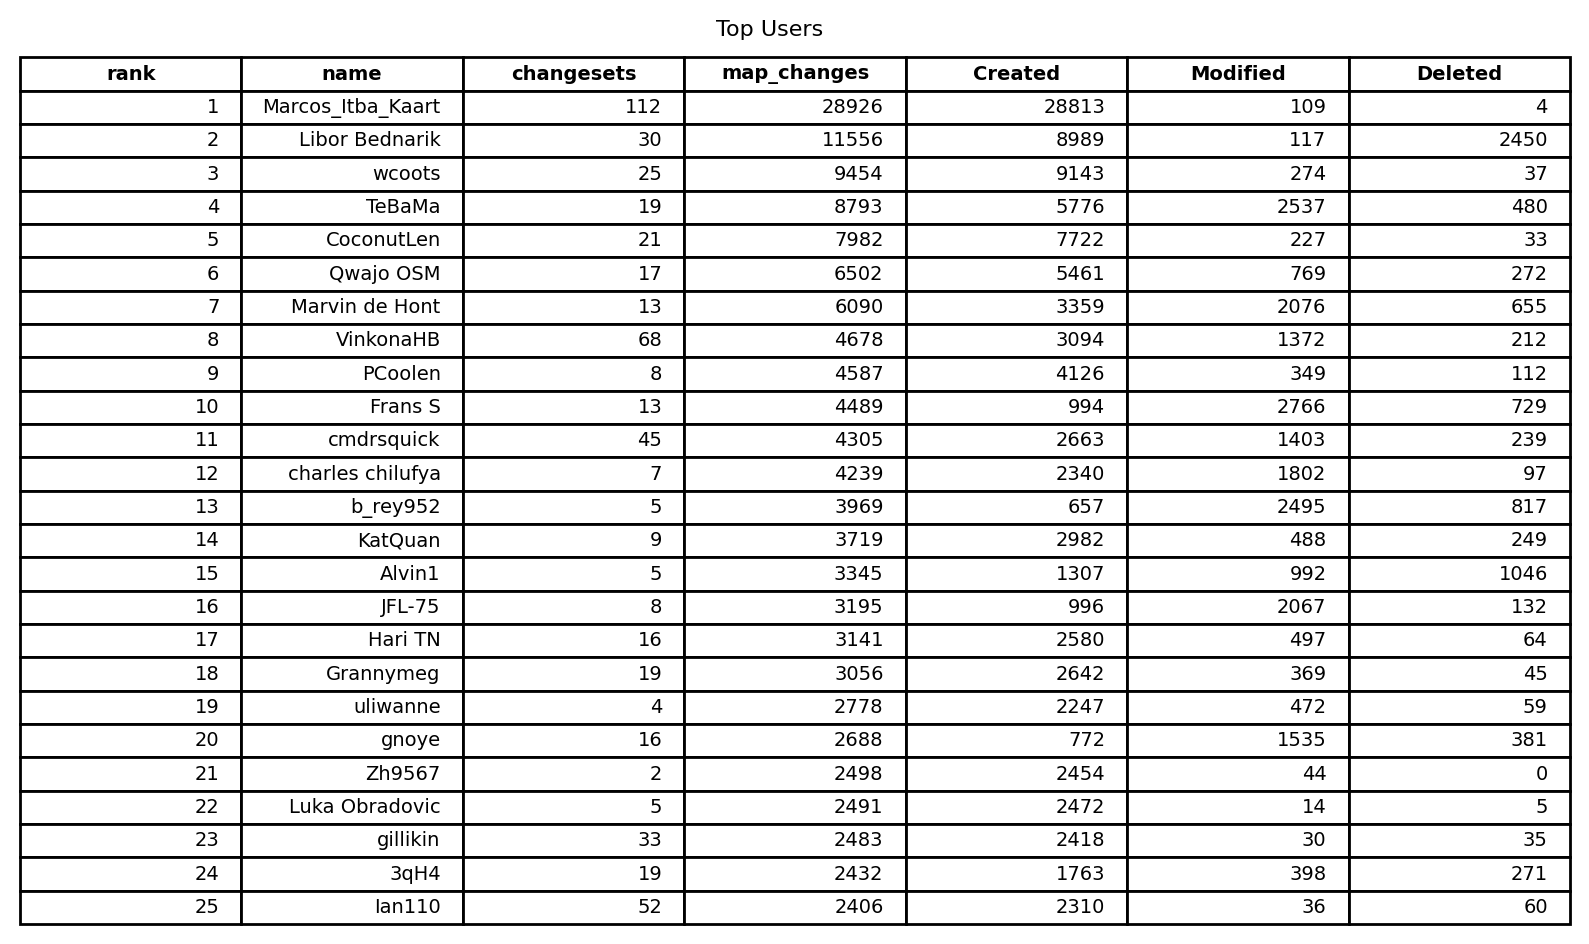 Top Users
rank name changesets map_changes Created Modified Deleted
1 Marcos_Itba_Kaart 112 28926 28813 109 4
2 Libor Bednarik 30 11556 8989 117 2450
3 wcoots 25 9454 9143 274 37
4 TeBaMa 19 8793 5776 2537 480
5 CoconutLen 21 7982 7722 227 33
6 Qwajo OSM 17 6502 5461 769 272
7 Marvin de Hont 13 6090 3359 2076 655
8 VinkonaHB 68 4678 3094 1372 212
9 PCoolen 8 4587 4126 349 112
10 Frans S 13 4489 994 2766 729
11 cmdrsquick 45 4305 2663 1403 239
12 charles chilufya 7 4239 2340 1802 97
13 b_rey952 5 3969 657 2495 817
14 KatQuan 9 3719 2982 488 249
15 Alvin1 5 3345 1307 992 1046
16 JFL-75 8 3195 996 2067 132
17 Hari TN 16 3141 2580 497 64
18 Grannymeg 19 3056 2642 369 45
19 uliwanne 4 2778 2247 472 59
20 gnoye 16 2688 772 1535 381
21 Zh9567 2 2498 2454 44 0
22 Luka Obradovic 5 2491 2472 14 5
23 gillikin 33 2483 2418 30 35
24 3qH4 19 2432 1763 398 271
25 Ian110 52 2406 2310 36 60